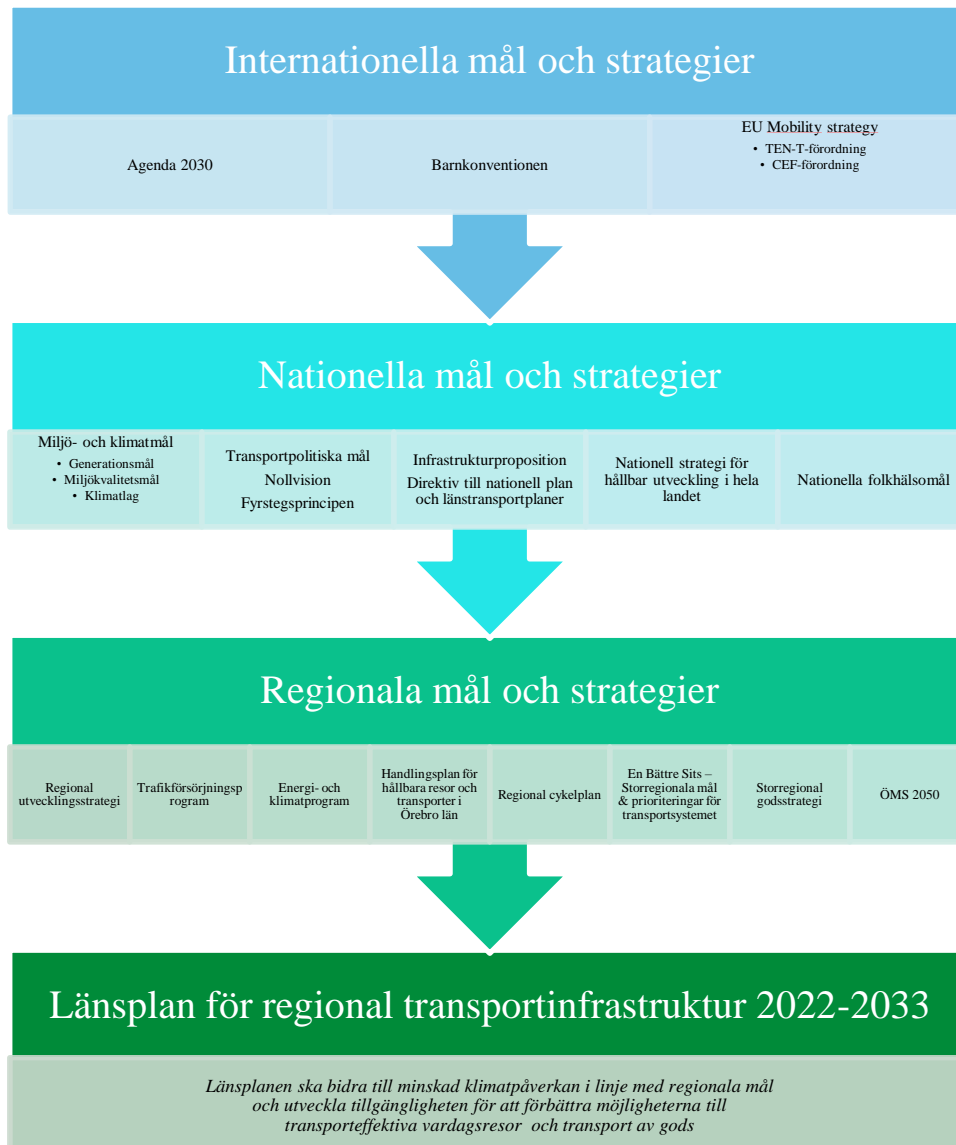 Internationella mål och strategier
Agenda 2030
Barnkonventionen
EU Mobility strategy
• TEN-T-förordning
• CEF-förordning
Nationella mål och strategier
Miljö- och klimatmål
• Generationsmål
• Miljökvalitetsmål
• Klimatlag
Transportpolitiska mål
Nollvision
Fyrstegsprincipen
Infrastrukturproposition
Direktiv till nationell plan
och länstransportplaner
Nationell strategi för
hållbar utveckling i hela
landet
Nationella folkhälsomål
Regionala mål och strategier
Regional
utvecklingsstrategi
Trafikförsörjningsp
rogram
Energi- och
klimatprogram
Handlingsplan för
hållbara resor och
transporter i
Örebro län
Regional cykelplan
En Bättre Sits –
Storregionala mål
& prioriteringar för
transportsystemet
Storregional
godsstrategi
ÖMS 2050
Länsplan för regional transportinfrastruktur 2022-2033
Länsplanen ska bidra till minskad klimatpåverkan i linje med regionala mål
och utveckla tillgängligheten för att förbättra möjligheterna till
transporteffektiva vardagsresor och transport av gods